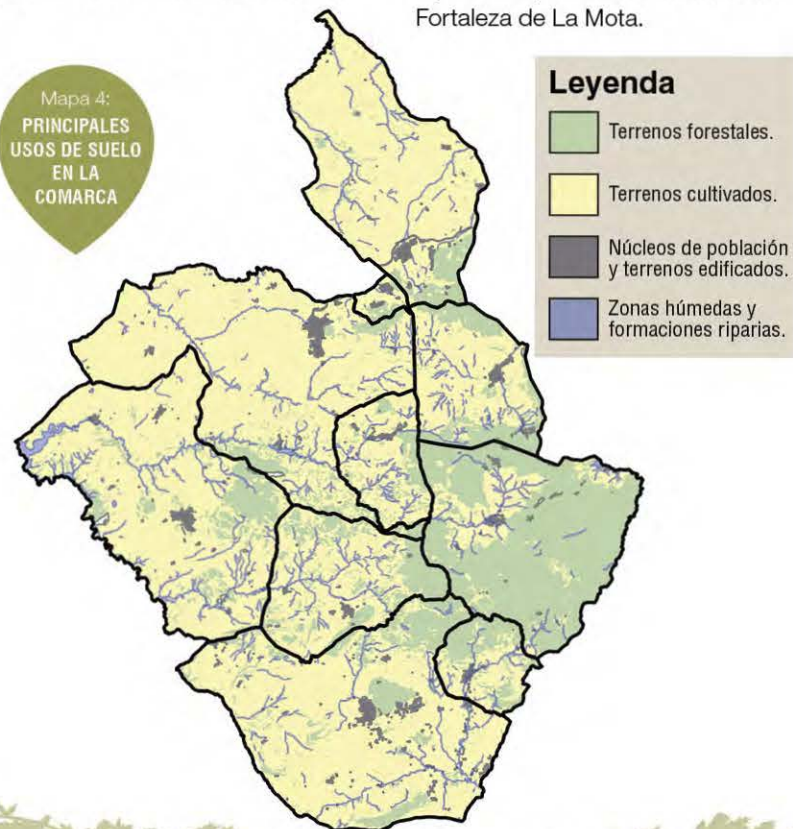 Fortaleza de La Mota.
Mapa 4:
PRINCIPALES
USOS DE SUELO
EN LA
COMARCA
Leyenda
Terrenos forestales.
Terrenos cultivados.
Núcleos de población
y terrenos edificados.
Zonas húmedas y
formaciones riparias.